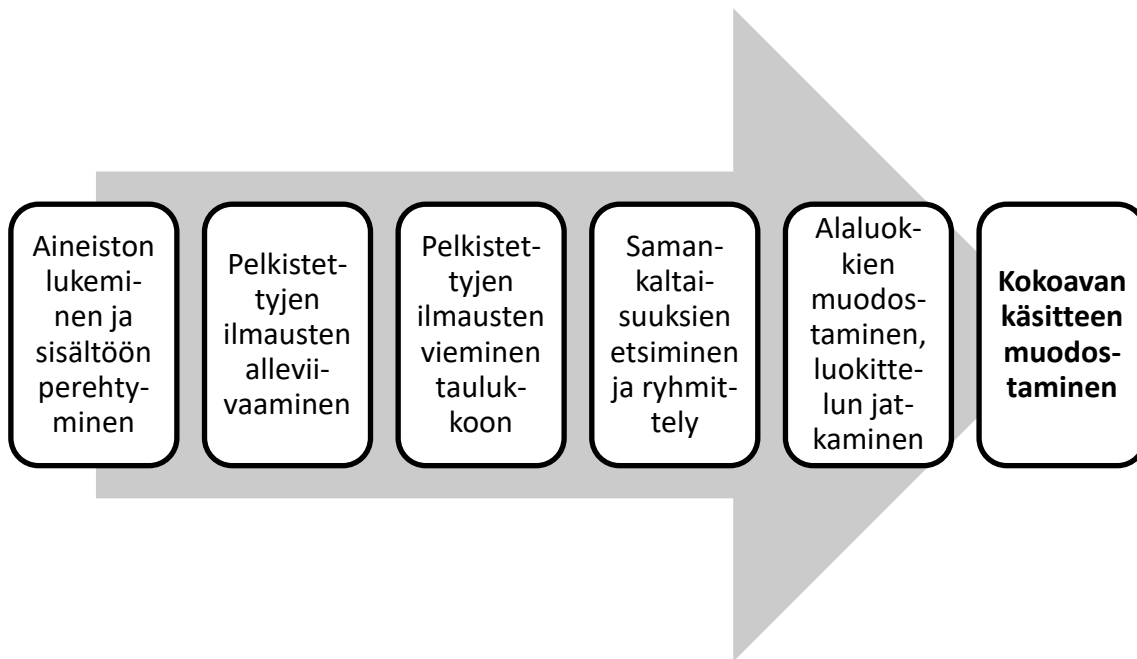 Aineiston
lukemi-
nen ja
sisältöön
perehty-
minen
Pelkistet-
tyjen
ilmausten
allevii-
vaaminen
Pelkistet-
tyjen
ilmausten
vieminen
tauluk-
koon
Saman-
kaltai-
suuksien
etsiminen
ja ryhmit-
tely
Alaluok-
kien
muodos-
taminen,
luokitte-
lun jat-
kaminen
Kokoavan
käsitteen
muodos-
taminen